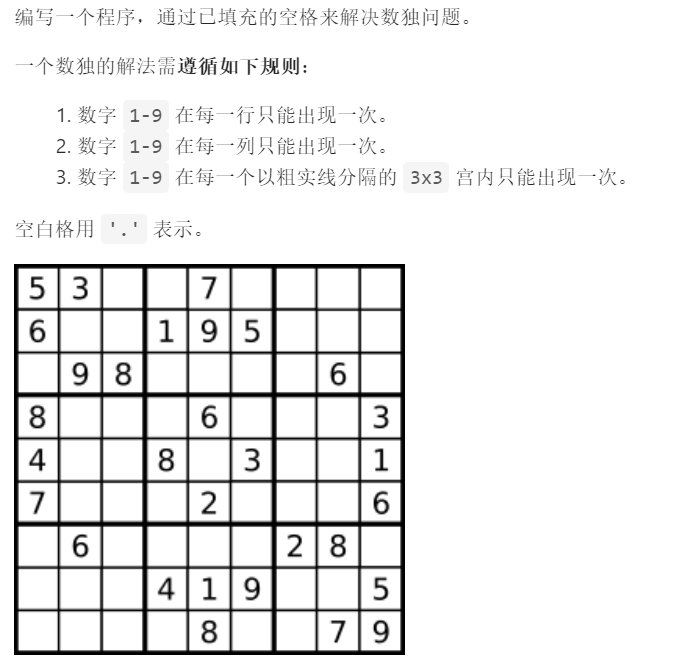 编写一个程序，通过已填充的空格来解决数独问题。
一个数独的解法需遵循如下规则：
1. 数字 1-9 在每一行只能出现一次。
2. 数字 1-9 在每一列只能出现一次。
3. 数字 1-9 在每一个以粗实线分隔的 3x3 宫内只能出现一次。
空白格用 '.' 表示。
5 3 7
6 1 9 5
9 8 6
8 6 3
4 8 3 1
7 2 6
6 2 8
4 1 9 5
8 7 9